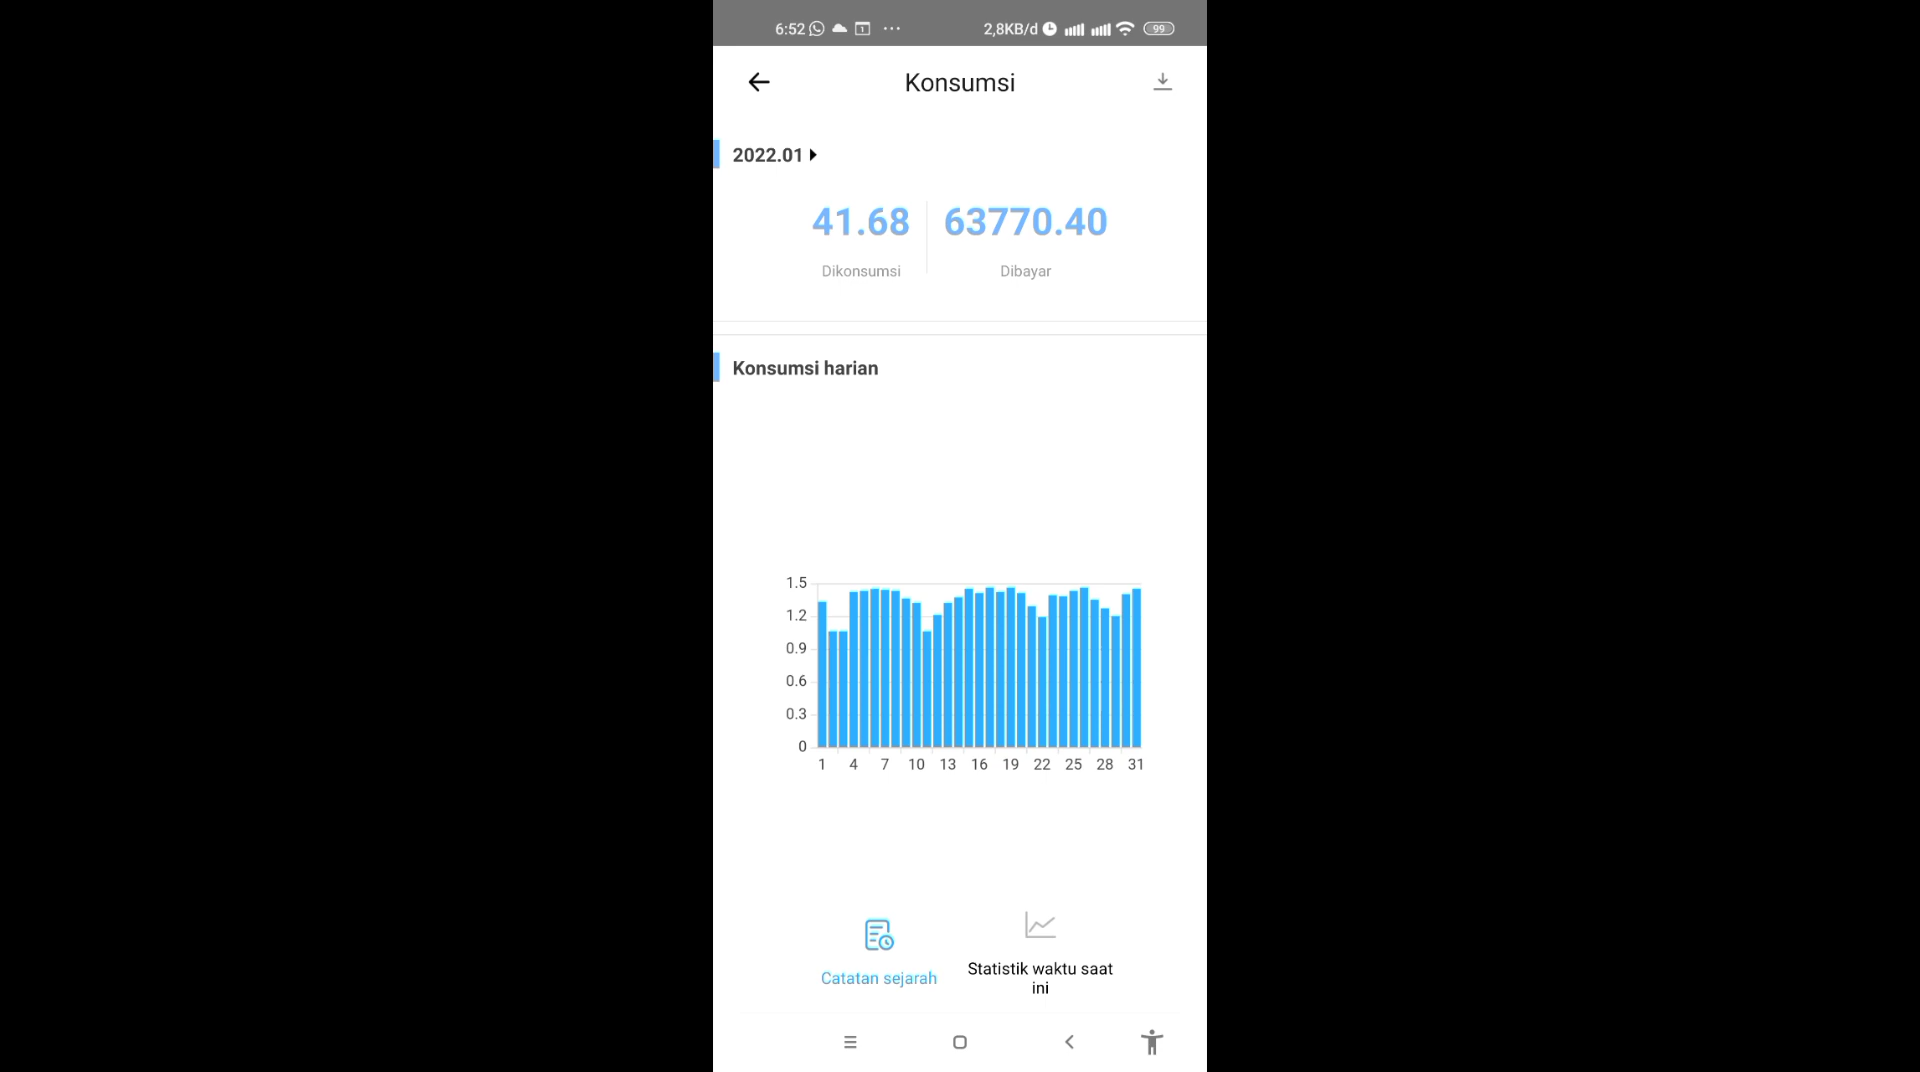 6:52 1 ... 2,8KB/d 99
Konsumsi
2022.01
41.68 63770.40
Dikonsumsi Dibayar
Konsumsi harian
1.5
1.2
0.9
0.6
0.3
0
1 4 7 10 13 16 19 22 25 28 31
Catatan sejarah
Statistik waktu saat
ini